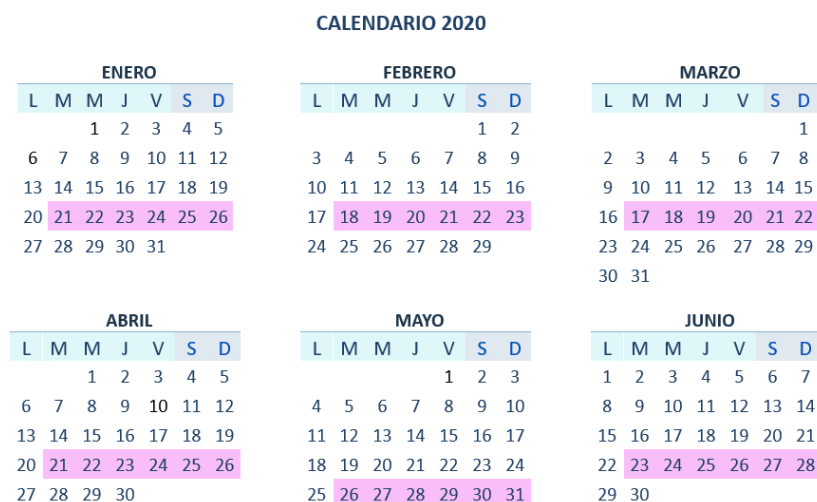 CALENDARIO 2020
ENERO
L M M J V S D
1 2 3 4 5
6 7 8 9 10 11 12
13 14 15 16 17 18 19
20 21 22 23 24 25 26
27 28 29 30 31
FEBRERO
L M M J V S D
1 2
3 4 5 6 7 8 9
10 11 12 13 14 15 16
17 18 19 20 21 22 23
24 25 26 27 28 29
MARZO
L M M J V S D
1
2 3 4 5 6 7 8
9 10 11 12 13 14 15
16 17 18 19 20 21 22
23 24 25 26 27 28 29
30 31
ABRIL
L M M J V S D
1 2 3 4 5
6 7 8 9 10 11 12
13 14 15 16 17 18 19
20 21 22 23 24 25 26
27 28 29 30
MAYO
L M M J V S D
1 2 3
4 5 6 7 8 9 10
11 12 13 14 15 16 17
18 19 20 21 22 23 24
25 26 27 28 29 30 31
JUNIO
L M M J V S D
1 2 3 4 5 6 7
8 9 10 11 12 13 14
15 16 17 18 19 20 21
22 23 24 25 26 27 28
29 30